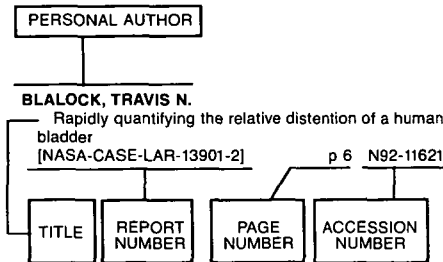 PERSONAL AUTHOR
BLALOCK, TRAVIS N.
Rapidly quantifying the relative distention of a human
bladder
[NASA-CASE-LAR-13901-2] p 6 N92-11621
TITLE
REPORT
NUMBER
PAGE
NUMBER
ACCESSION
NUMBER